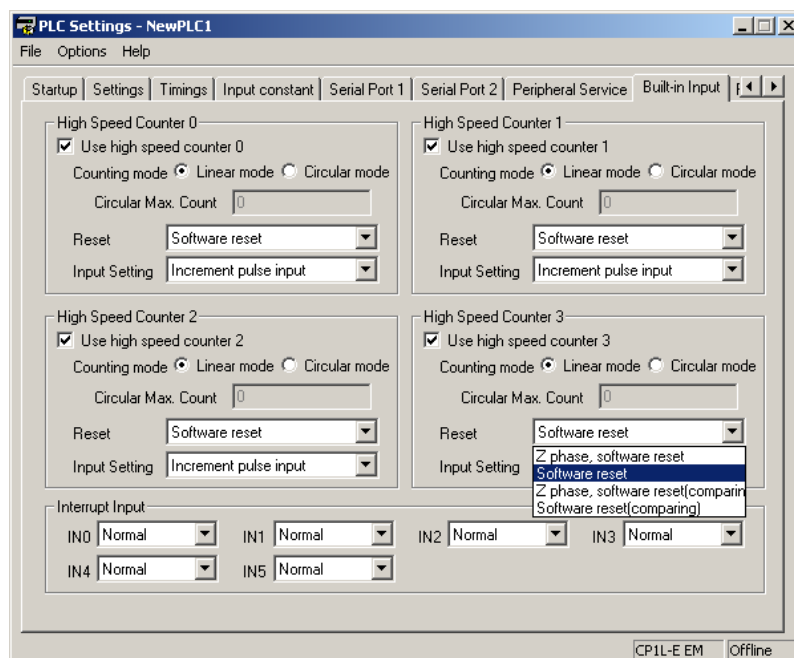 PLC Settings - NewPLC1
File Options Help
Startup Settings Timings Input constant Serial Port 1 Serial Port 2 Peripheral Service Built-in Input
High Speed Counter 0
Use high speed counter 0
Counting mode Linear mode Circular mode
Circular Max. Count 0
Reset Software reset
Input Setting Increment pulse input
High Speed Counter 1
Use high speed counter 1
Counting mode Linear mode Circular mode
Circular Max. Count 0
Reset Software reset
Input Setting Increment pulse input
High Speed Counter 2
Use high speed counter 2
Counting mode Linear mode Circular mode
Circular Max. Count 0
Reset Software reset
Input Setting Increment pulse input
High Speed Counter 3
Use high speed counter 3
Counting mode Linear mode Circular mode
Circular Max. Count 0
Reset Software reset
Input Setting
Z phase, software reset
Software reset
Z phase, software reset(comparin
Software reset(comparing)
Interrupt Input
IN0 Normal IN1 Normal IN2 Normal IN3 Normal
IN4 Normal IN5 Normal
CP1L-E EM Offline